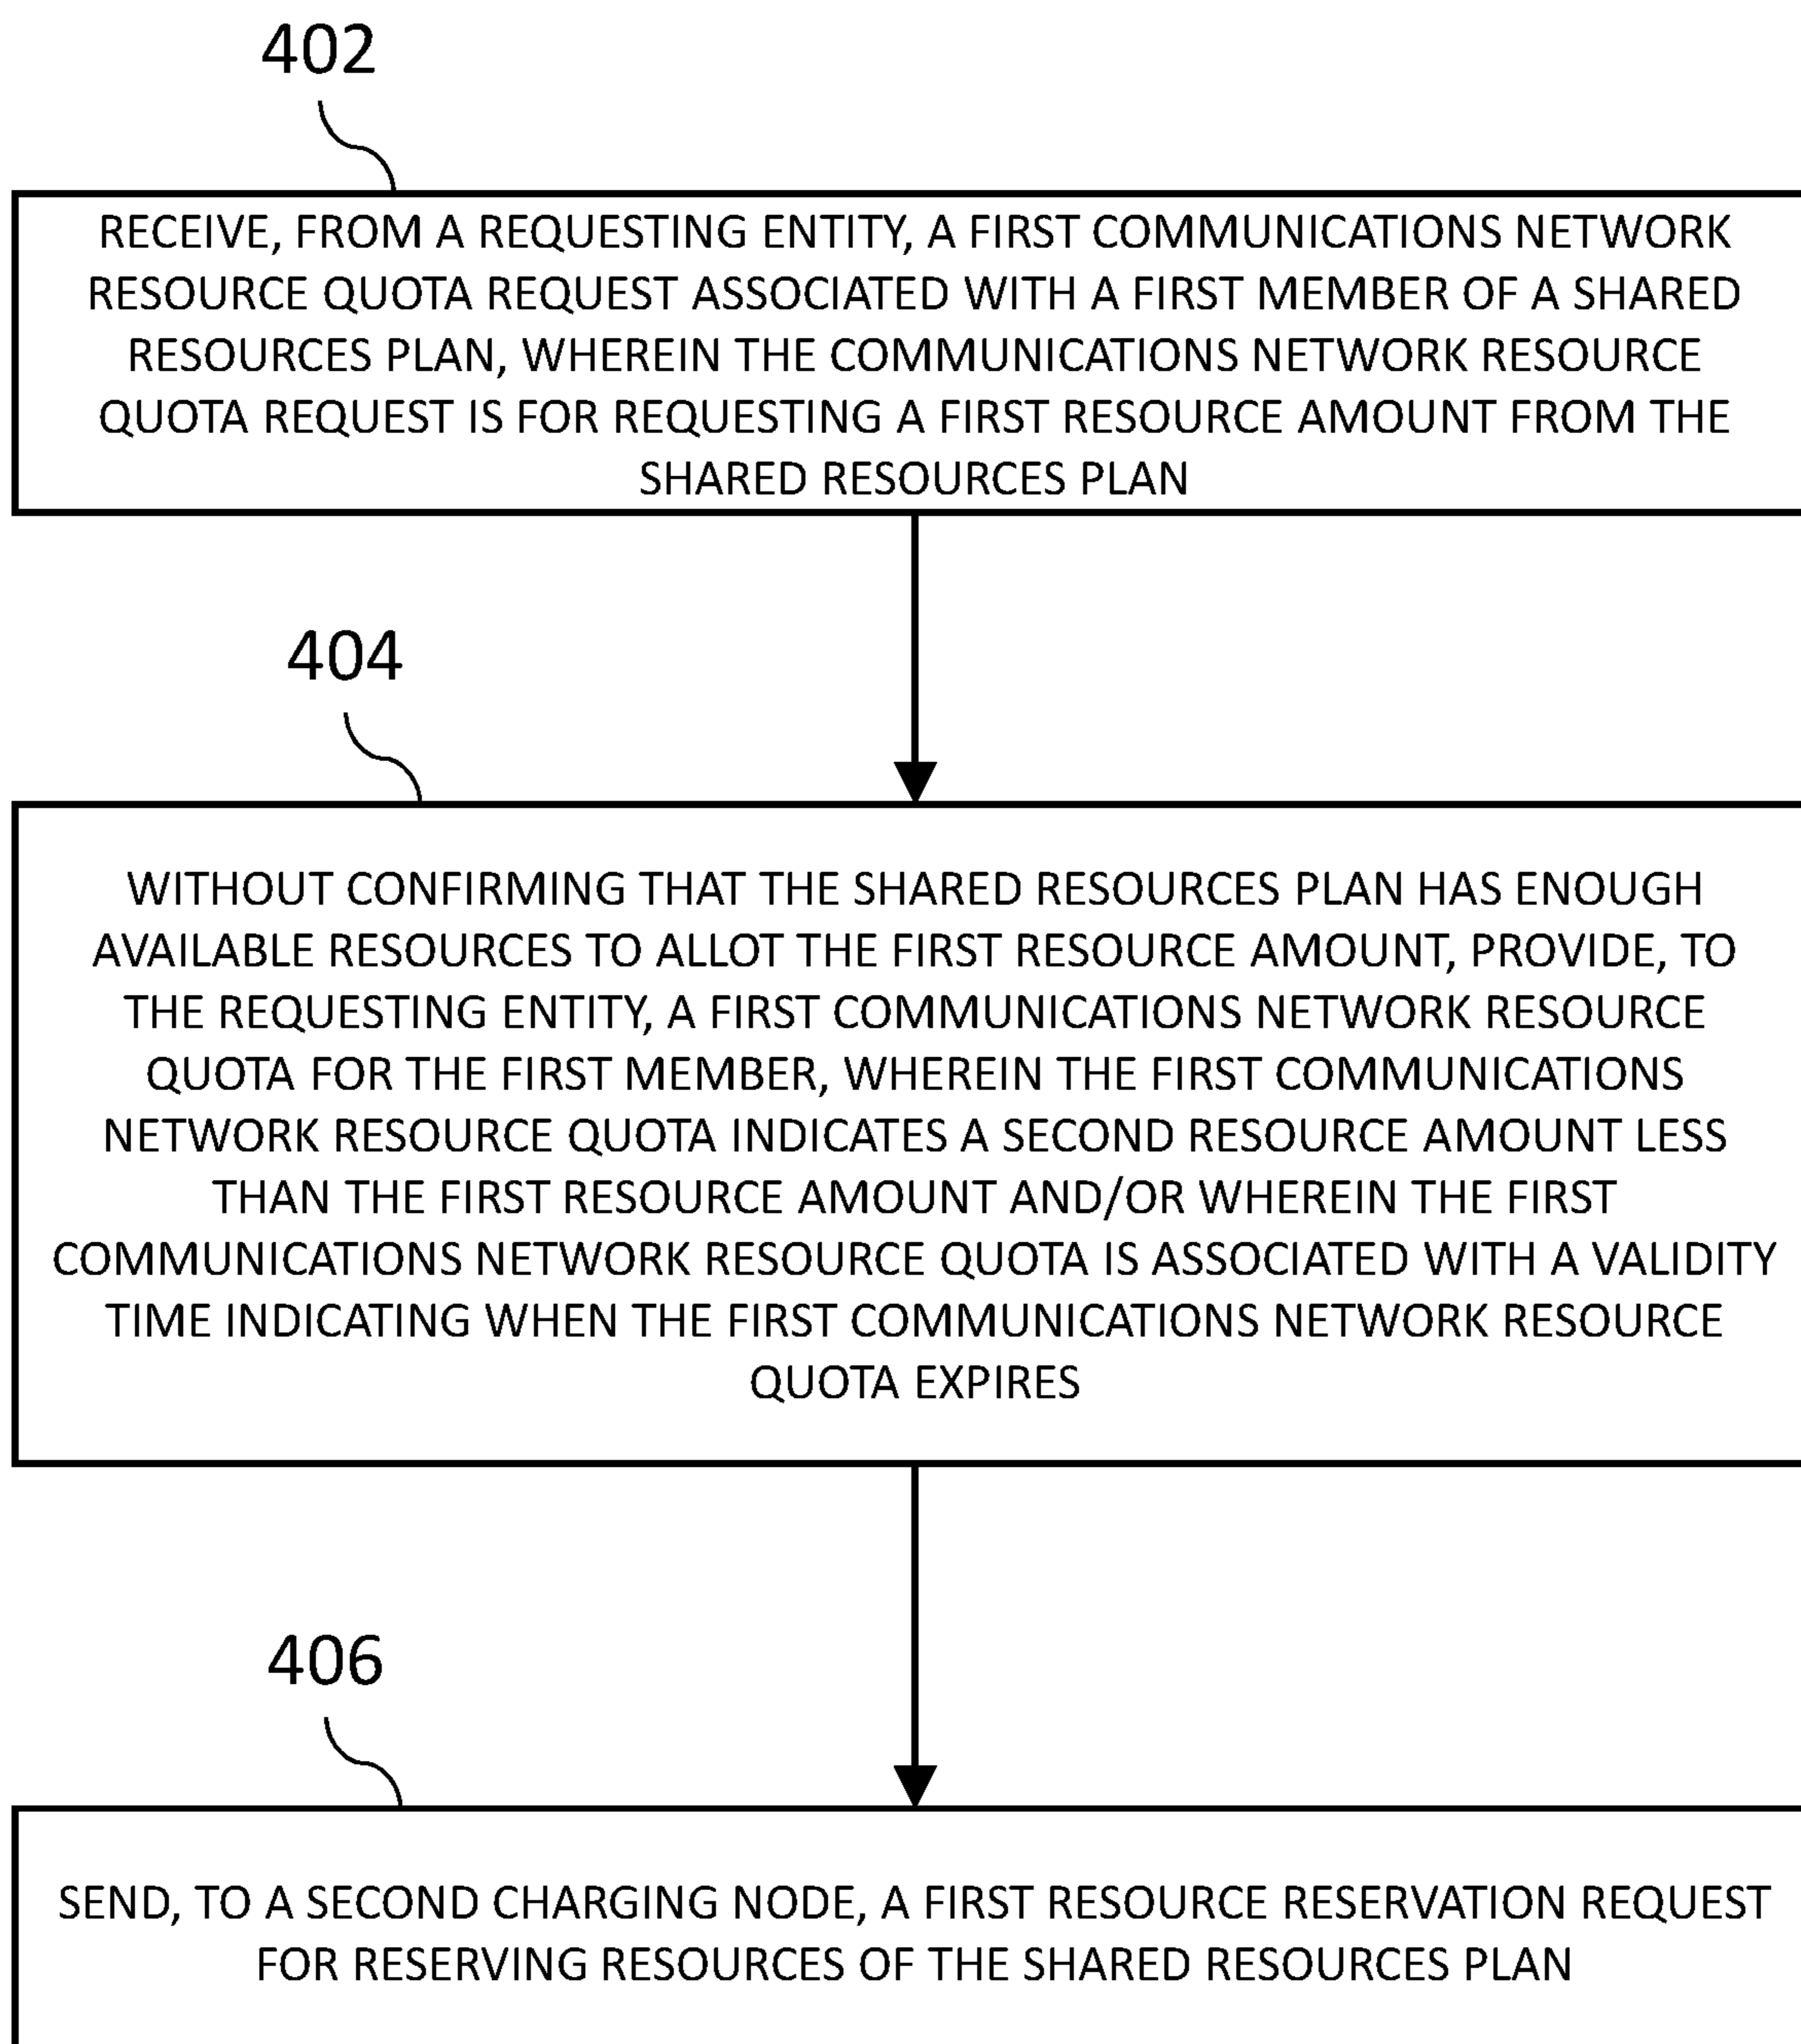 402
RECEIVE, FROM A REQUESTING ENTITY, A FIRST COMMUNICATIONS NETWORK
RESOURCE QUOTA REQUEST ASSOCIATED WITH A FIRST MEMBER OF A SHARED
RESOURCES PLAN, WHEREIN THE COMMUNICATIONS NETWORK RESOURCE
QUOTA REQUEST IS FOR REQUESTING A FIRST RESOURCE AMOUNT FROM THE
SHARED RESOURCES PLAN
404
WITHOUT CONFIRMING THAT THE SHARED RESOURCES PLAN HAS ENOUGH
AVAILABLE RESOURCES TO ALLOT THE FIRST RESOURCE AMOUNT, PROVIDE, TO
THE REQUESTING ENTITY, A FIRST COMMUNICATIONS NETWORK RESOURCE
QUOTA FOR THE FIRST MEMBER, WHEREIN THE FIRST COMMUNICATIONS
NETWORK RESOURCE QUOTA INDICATES A SECOND RESOURCE AMOUNT LESS
THAN THE FIRST RESOURCE AMOUNT AND/OR WHEREIN THE FIRST
COMMUNICATIONS NETWORK RESOURCE QUOTA IS ASSOCIATED WITH A VALIDITY
TIME INDICATING WHEN THE FIRST COMMUNICATIONS NETWORK RESOURCE
QUOTA EXPIRES
406
SEND, TO A SECOND CHARGING NODE, A FIRST RESOURCE RESERVATION REQUEST
FOR RESERVING RESOURCES OF THE SHARED RESOURCES PLAN